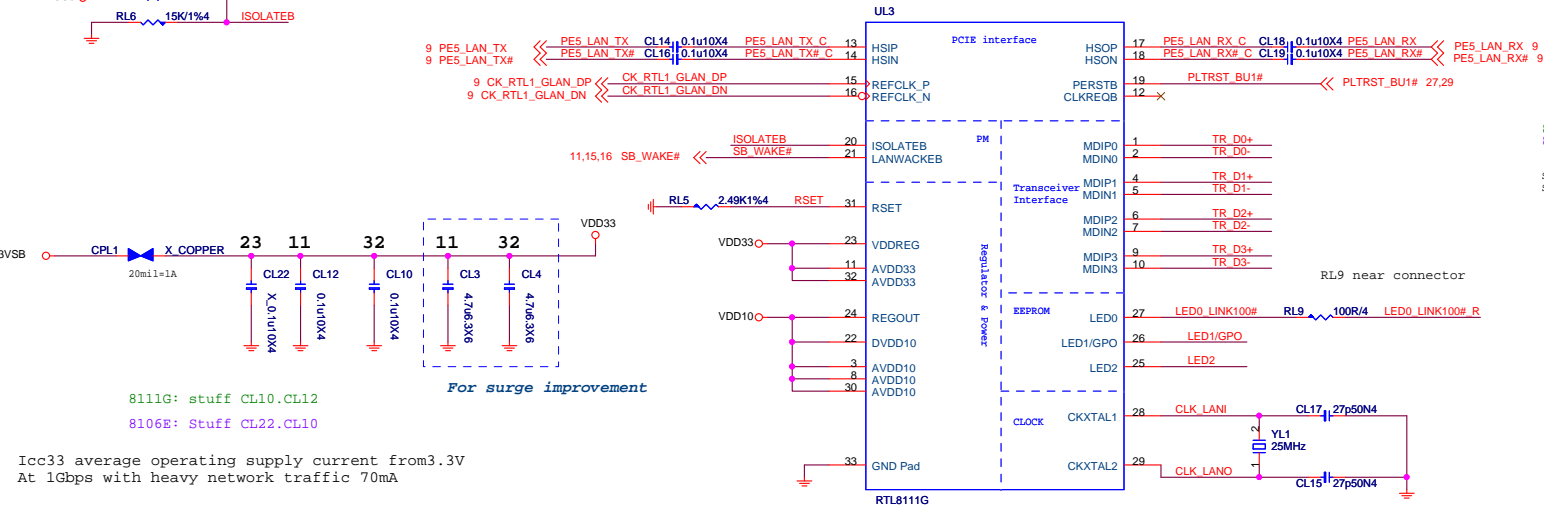 RL6 15K/1%4 ISOLATEB
UL3
PCIE interface
9 PE5_LAN_TX PE5_LAN_TX CL14 0.1u10X4 PE5_LAN_TX_C 13 HSIP
9 PE5_LAN_TX# PE5_LAN_TX# CL16 0.1u10X4 PE5_LAN_TX#_C 14 HSIN
HSOP 17 PE5_LAN_RX_C CL18 0.1u10X4 PE5_LAN_RX PE5_LAN_RX 9
HSON 18 PE5_LAN_RX#_C CL19 0.1u10X4 PE5_LAN_RX# PE5_LAN_RX# 9
9 CK_RTL1_GLAN_DP CK_RTL1_GLAN_DP 15 REFCLK_P
9 CK_RTL1_GLAN_DN CK_RTL1_GLAN_DN 16 REFCLK_N
PERSTB 19 PLTRST_BU1# PLTRST_BU1# 27,29
CLKREQB 12
ISOLATEB 20 ISOLATEB
11,15,16 SB_WAKE# SB_WAKE# 21 LANWACKEB
PM
MDIP0 1 TR_D0+
MDIN0 2 TR_D0-
Transceiver
Interface
MDIP1 4 TR_D1+
MDIN1 5 TR_D1-
MDIP2 6 TR_D2+
MDIN2 7 TR_D2-
MDIP3 9 TR_D3+
MDIN3 10 TR_D3-
RL5 2.49K1%4 RSET 31 RSET
VDD33 23 VDDREG
11 AVDD33
32 AVDD33
Regulator & Power
VDD10 24 REGOUT
22 DVDD10
3 AVDD10
8 AVDD10
30 AVDD10
RL9 near connector
EEPROM
LED0 27 LED0_LINK100# RL9 100R/4 LED0_LINK100#_R
LED1/GPO 26 LED1/GPO
LED2 25 LED2
CLOCK
CKXTAL1 28 CLK_LANI CL17 27p50N4
2
YL1
25MHz
1
CKXTAL2 29 CLK_LANO CL15 27p50N4
33 GND Pad
RTL8111G
3VSB CPL1 X_COPPER
20mil=1A
VDD33
23 11 32 11 32
CL22 CL12 CL10 CL3 CL4
X_0.1u10X4 0.1u10X4 0.1u10X4 4.7u6.3X6 4.7u6.3X6
For surge improvement
8111G: stuff CL10.CL12
8106E: Stuff CL22.CL10
Icc33 average operating supply current from3.3V
At 1Gbps with heavy network traffic 70mA